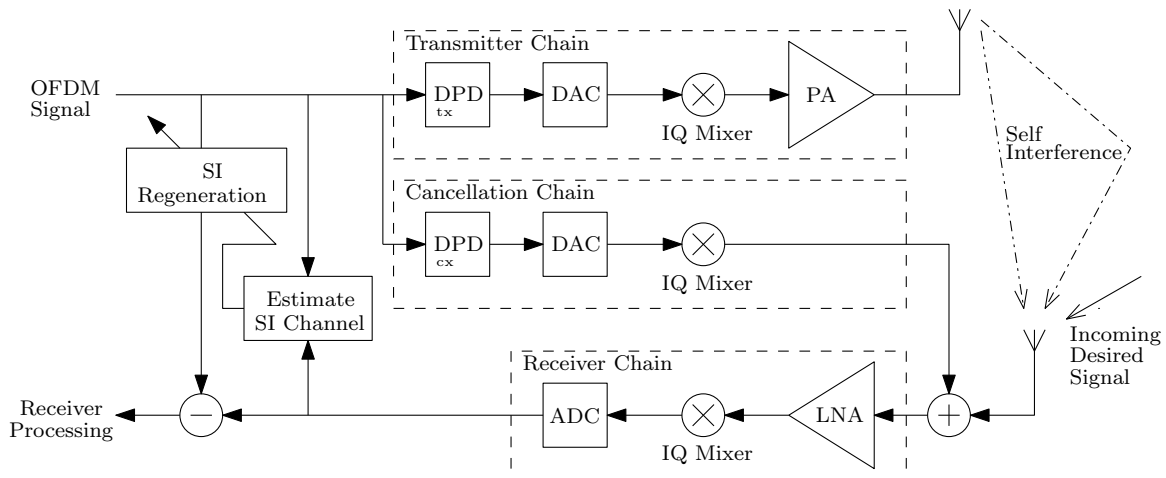 Transmitter Chain
OFDM
Signal
DPD
tx
DAC
IQ Mixer
PA
Self
Interference
SI
Regeneration
Cancellation Chain
DPD
cx
DAC
IQ Mixer
Estimate
SI Channel
Incoming
Desired
Signal
Receiver Chain
Receiver
Processing
−
ADC
IQ Mixer
LNA
+